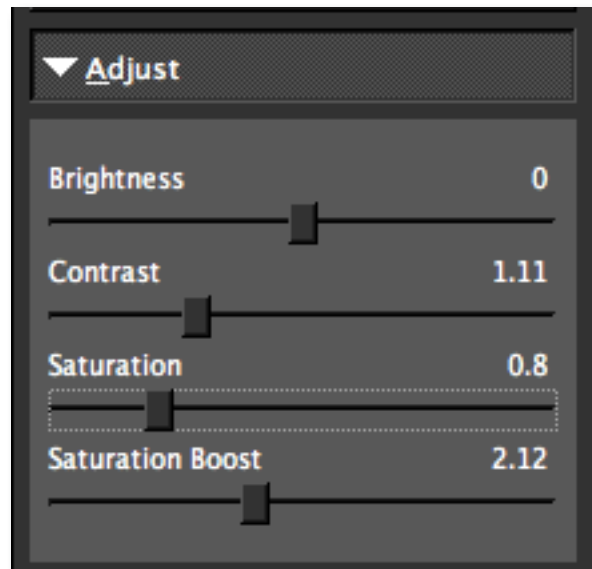 Adjust
Brightness 0
Contrast 1.11
Saturation 0.8
Saturation Boost 2.12